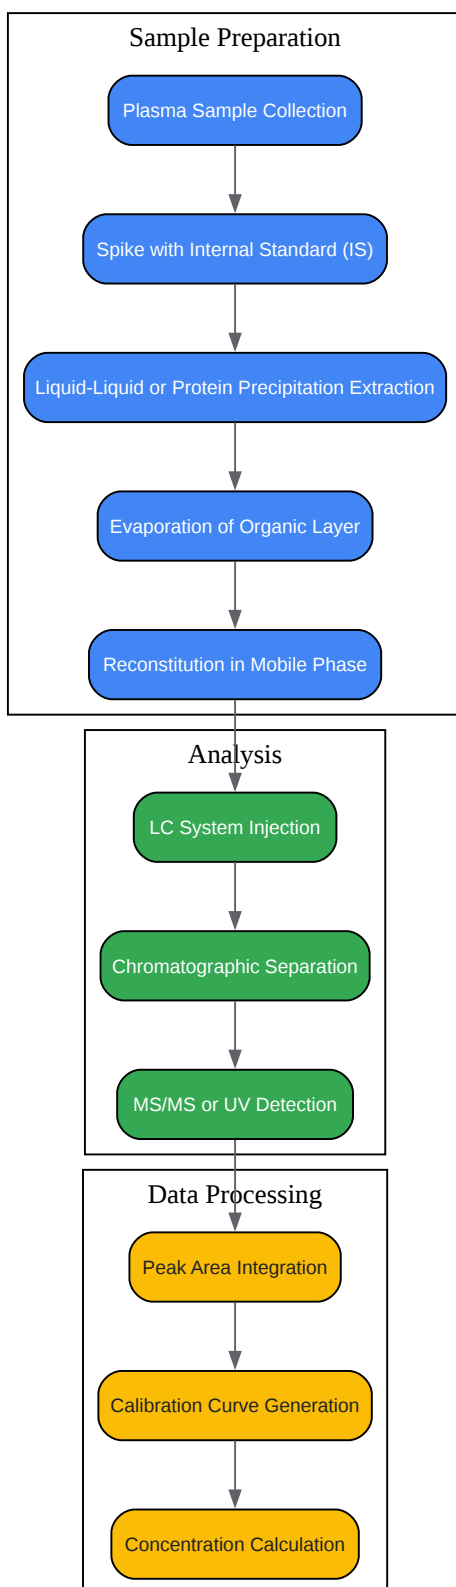 Sample Preparation
Plasma Sample Collection
Spike with Internal Standard (IS)
Liquid-Liquid or Protein Precipitation Extraction
Evaporation of Organic Layer
Reconstitution in Mobile Phase
Analysis
LC System Injection
Chromatographic Separation
MS/MS or UV Detection
Data Processing
Peak Area Integration
Calibration Curve Generation
Concentration Calculation